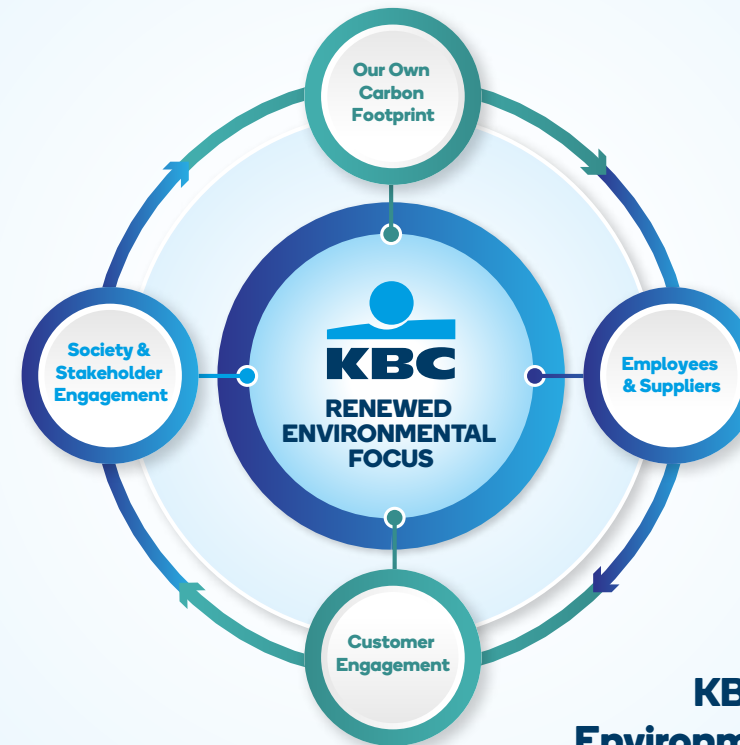 Our Own
Carbon
Footprint
Society &
Stakeholder
Engagement
KBC
RENEWED
ENVIRONMENTAL
FOCUS
Employees
& Suppliers
Customer
Engagement